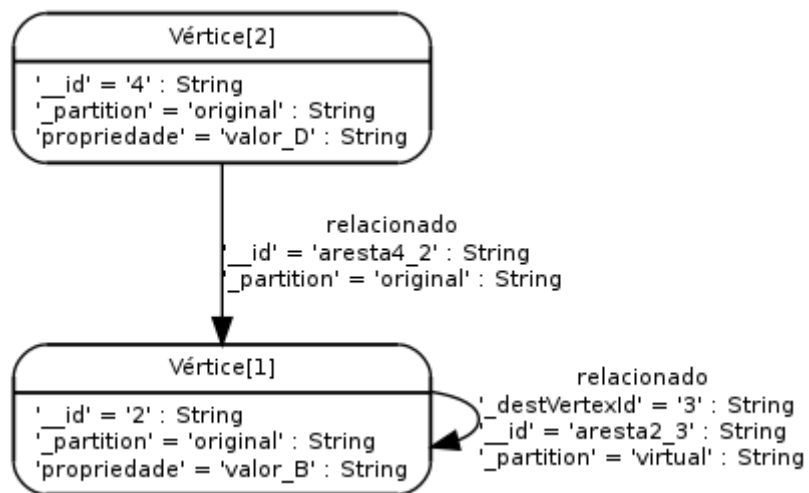 Vértice[2]
'__id' = '4' : String
'_partition' = 'original' : String
'propriedade' = 'valor_D' : String
relacionado
'__id' = 'aresta4_2' : String
'_partition' = 'original' : String
Vértice[1]
'__id' = '2' : String
'_partition' = 'original' : String
'propriedade' = 'valor_B' : String
relacionado
'_destVertexId' = '3' : String
'__id' = 'aresta2_3' : String
'_partition' = 'virtual' : String